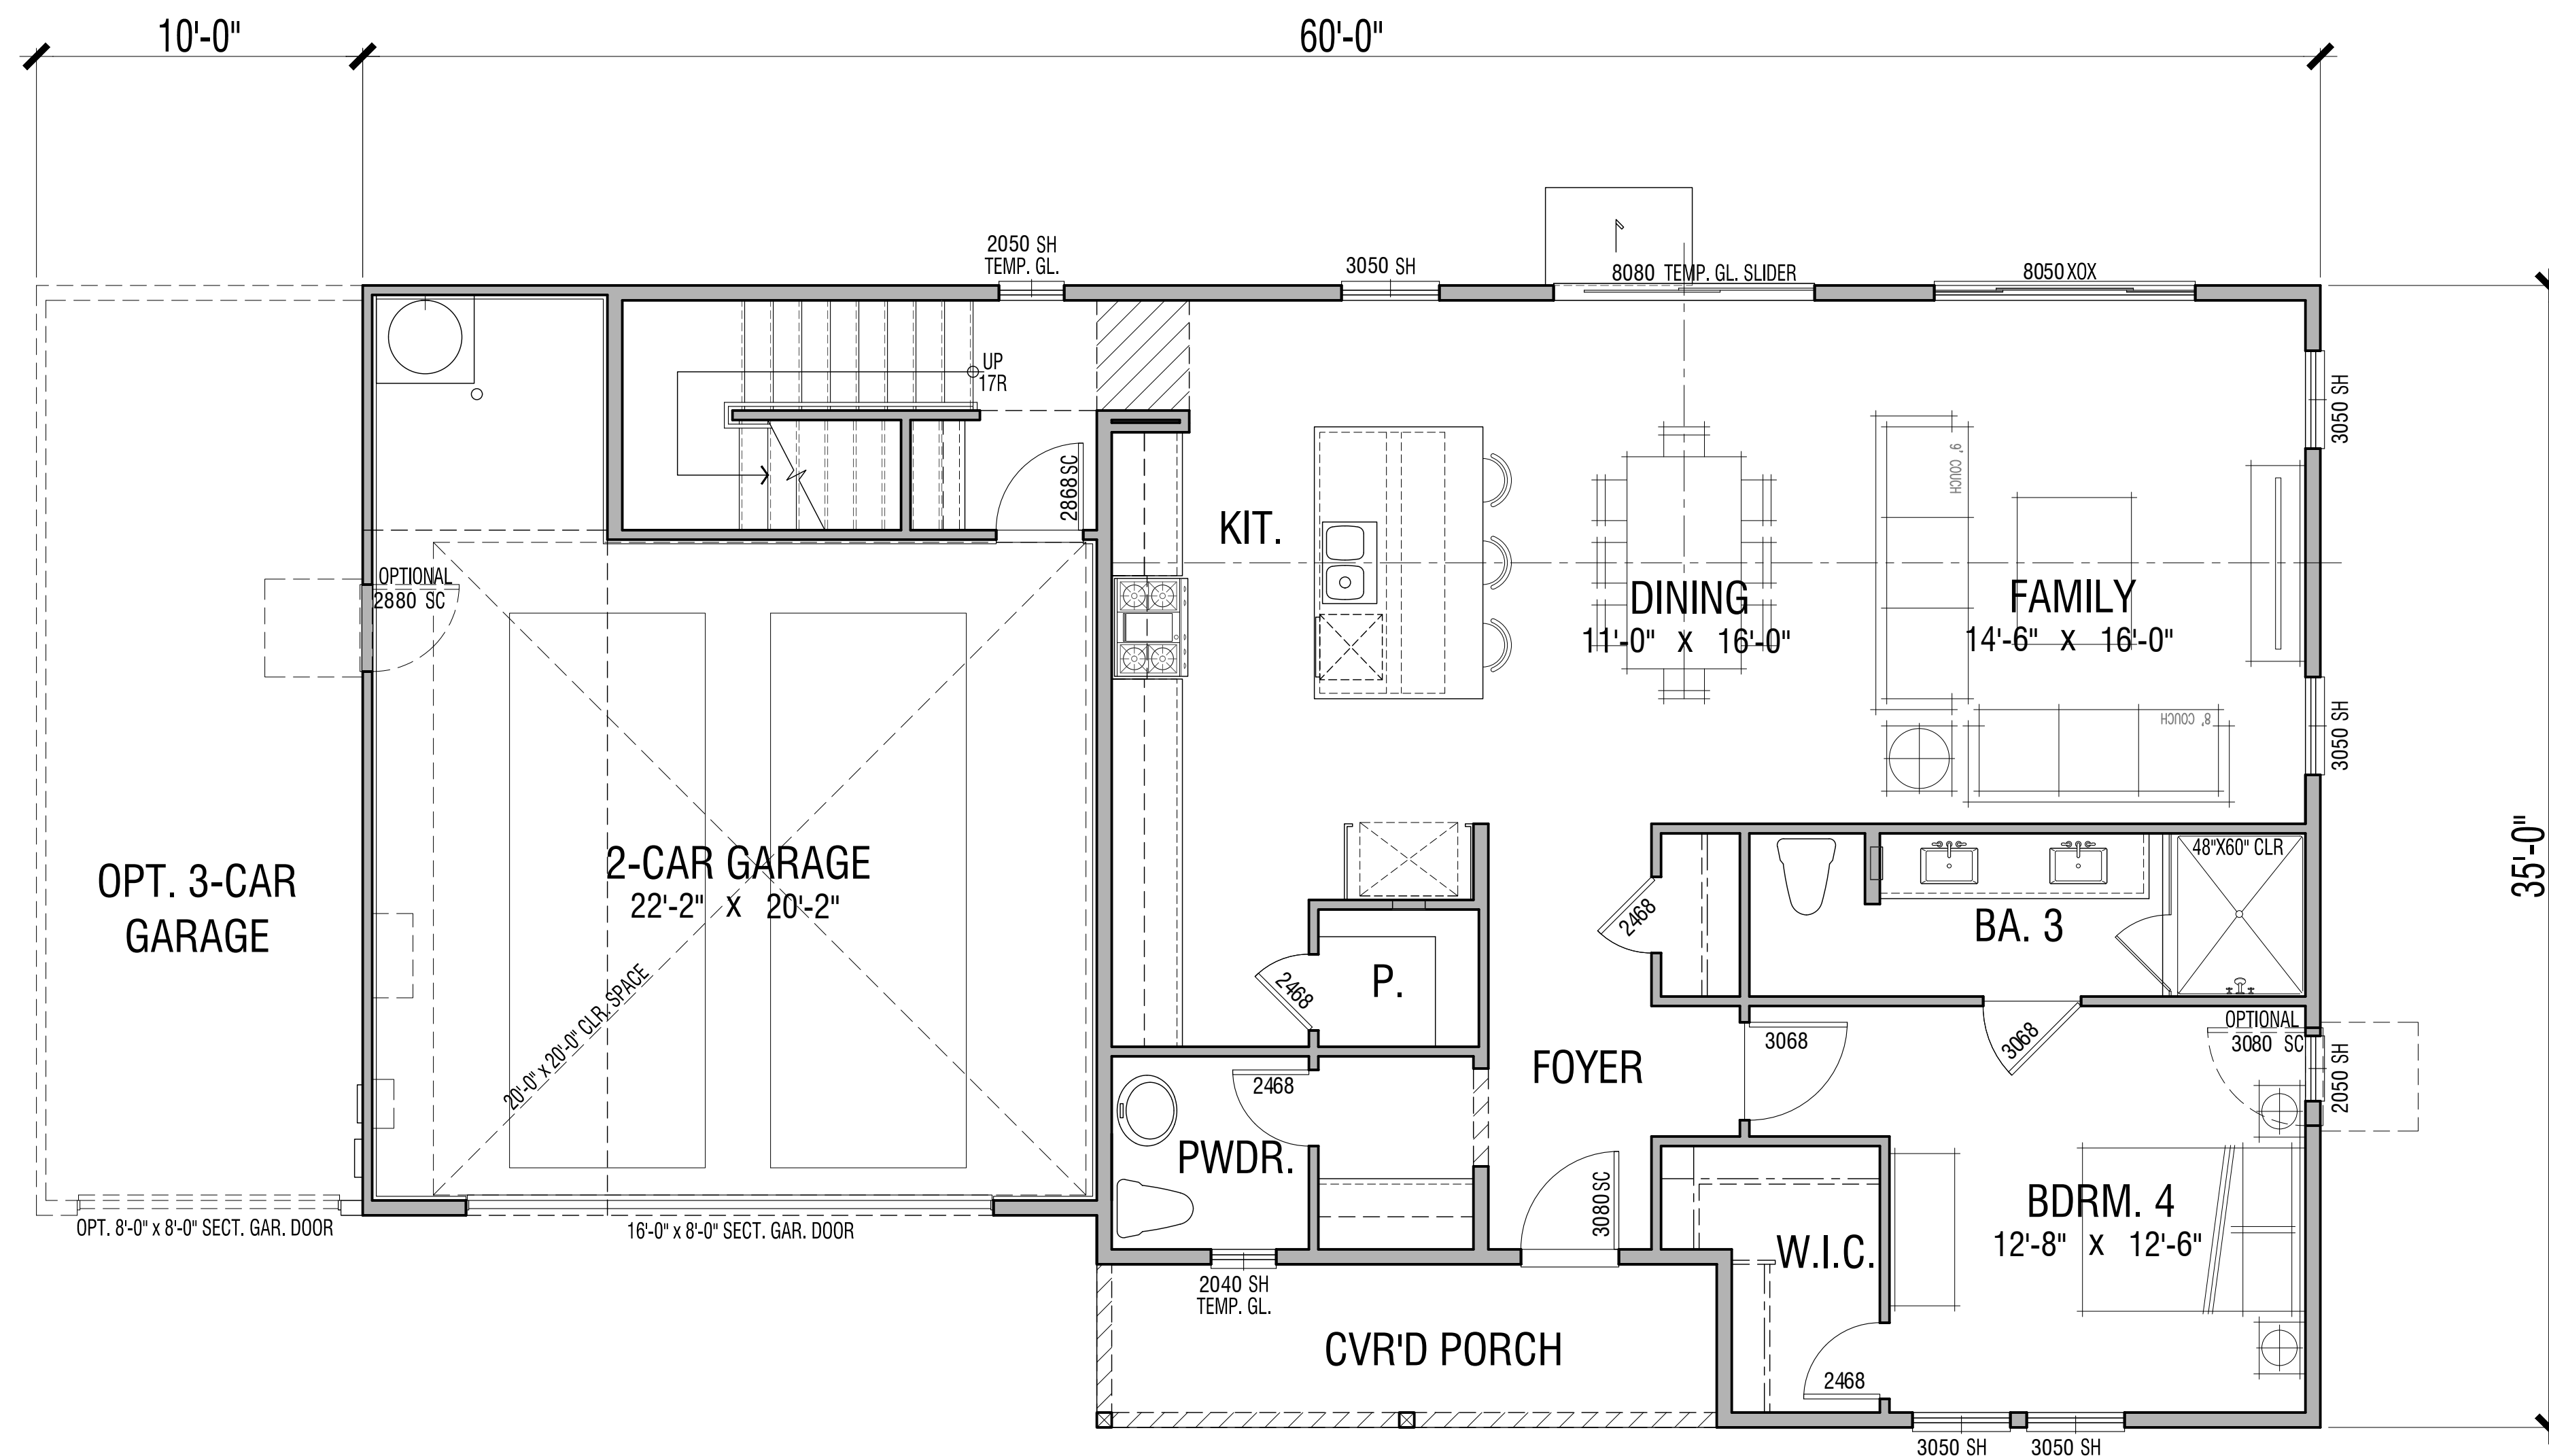 10'-0"
60'-0"
2050 SH
TEMP. GL.
3050 SH
8080 TEMP. GL. SLIDER
8050 XOX
UP
17R
3050 SH
9' COUCH
2868 SC
KIT.
OPTIONAL
2880 SC
DINING
11'-0" X 16'-0"
FAMILY
14'-6" X 16'-0"
8' COUCH
3050 SH
35'-0"
OPT. 3-CAR
GARAGE
2-CAR GARAGE
22'-2" X 20'-2"
20'-0" x 20'-0" CLR. SPACE
48"X60" CLR
2468
BA. 3
P.
2468
FOYER
3068
3068
OPTIONAL
3080 SC
2050 SH
2468
PWDR.
3080 SC
BDRM. 4
12'-8" X 12'-6"
W.I.C.
OPT. 8'-0" x 8'-0" SECT. GAR. DOOR
16'-0" x 8'-0" SECT. GAR. DOOR
2040 SH
TEMP. GL.
CVR'D PORCH
2468
3050 SH
3050 SH